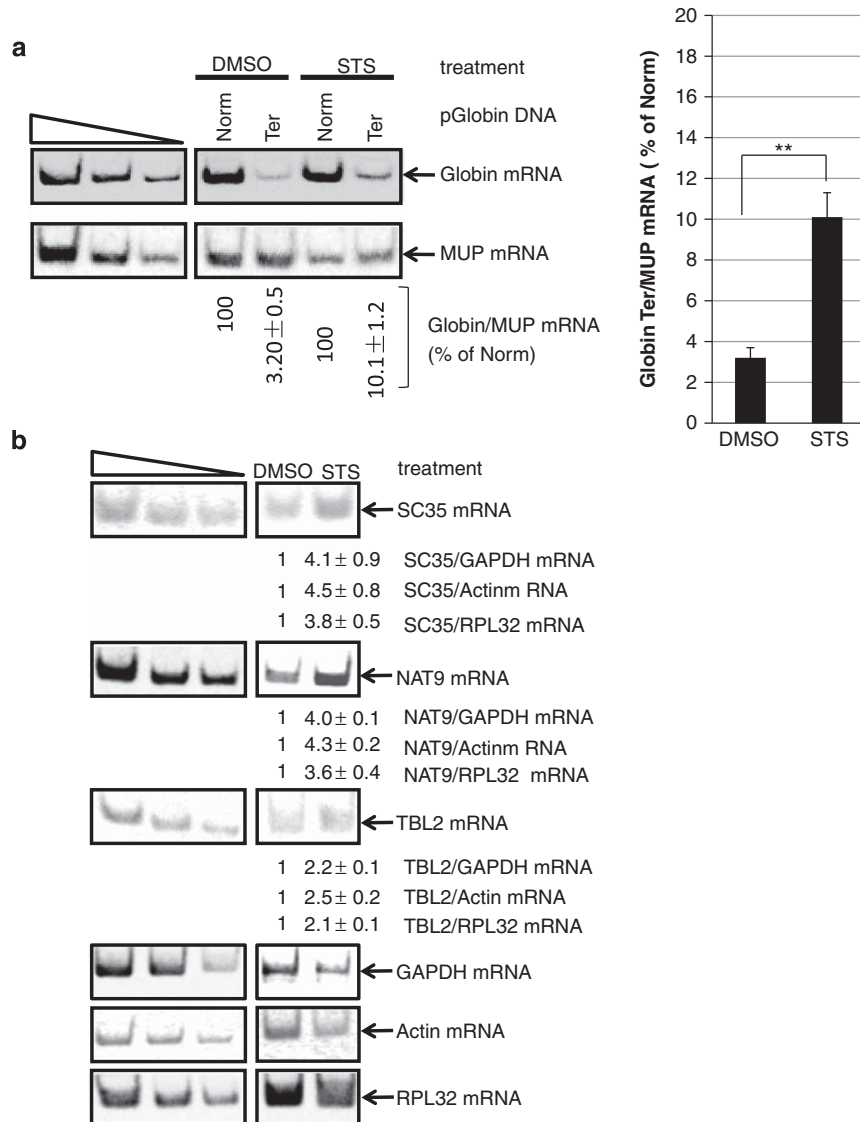 a
DMSO STS treatment
Norm Ter Norm Ter pGlobin DNA
Globin mRNA
MUP mRNA
100 3.20±0.5 100 10.1±1.2
Globin/MUP mRNA
(% of Norm)
Globin Ter/MUP mRNA ( % of Norm)
20
18
16
14
12
10
8
6
4
2
0
**
DMSO STS
b
DMSO STS treatment
SC35 mRNA
1 4.1± 0.9 SC35/GAPDH mRNA
1 4.5± 0.8 SC35/Actinm RNA
1 3.8± 0.5 SC35/RPL32 mRNA
NAT9 mRNA
1 4.0± 0.1 NAT9/GAPDH mRNA
1 4.3± 0.2 NAT9/Actinm RNA
1 3.6± 0.4 NAT9/RPL32 mRNA
TBL2 mRNA
1 2.2± 0.1 TBL2/GAPDH mRNA
1 2.5± 0.2 TBL2/Actin mRNA
1 2.1± 0.1 TBL2/RPL32 mRNA
GAPDH mRNA
Actin mRNA
RPL32 mRNA